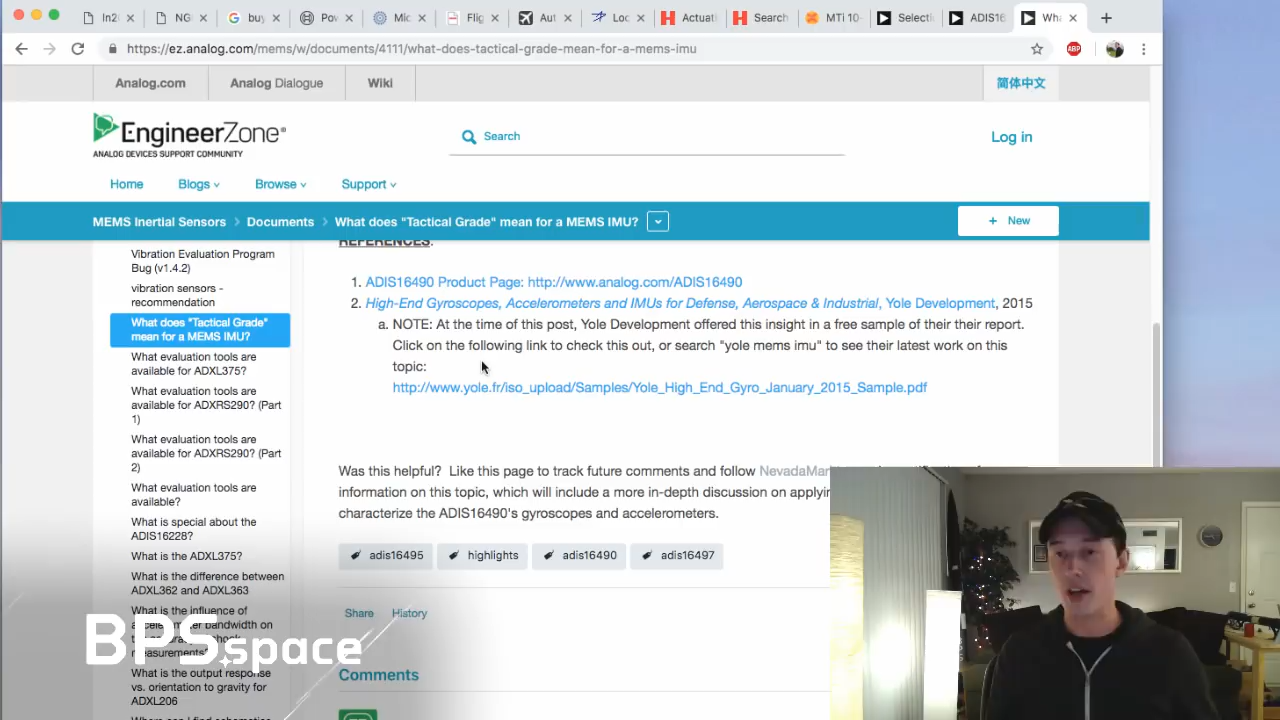 In2
NG
buy
Pow
Mic
Flig
Aut
Loc
Actuat
Search
MTi 10-
Selecti
ADIS16
Wha
https://ez.analog.com/mems/w/documents/4111/what-does-tactical-grade-mean-for-a-mems-imu
ABP
Analog.com
Analog Dialogue
Wiki
简体中文
EngineerZone®
ANALOG DEVICES SUPPORT COMMUNITY
Search
Log in
Home
Blogs
Browse
Support
MEMS Inertial Sensors > Documents > What does "Tactical Grade" mean for a MEMS IMU?
+ New
Vibration Evaluation Program
Bug (v1.4.2)
vibration sensors -
recommendation
What does "Tactical Grade"
mean for a MEMS IMU?
What evaluation tools are
available for ADXL375?
What evaluation tools are
available for ADXRS290? (Part
1)
What evaluation tools are
available for ADXRS290? (Part
2)
What evaluation tools are
available?
What is special about the
ADIS16228?
What is the ADXL375?
What is the difference between
ADXL362 and ADXL363
What is the influence of
bandwidth on
measurements
What is the output response
vs. orientation to gravity for
ADXL206
REFERENCES:
1. ADIS16490 Product Page: http://www.analog.com/ADIS16490
2. High-End Gyroscopes, Accelerometers and IMUs for Defense, Aerospace & Industrial, Yole Development, 2015
a. NOTE: At the time of this post, Yole Development offered this insight in a free sample of their their report.
Click on the following link to check this out, or search "yole mems imu" to see their latest work on this
topic:
http://www.yole.fr/iso_upload/Samples/Yole_High_End_Gyro_January_2015_Sample.pdf
Was this helpful? Like this page to track future comments and follow
information on this topic, which will include a more in-depth discussion on
characterize the ADIS16490's gyroscopes and accelerometers.
adis16495
highlights
adis16490
adis16497
Share
History
Comments
BPS.space